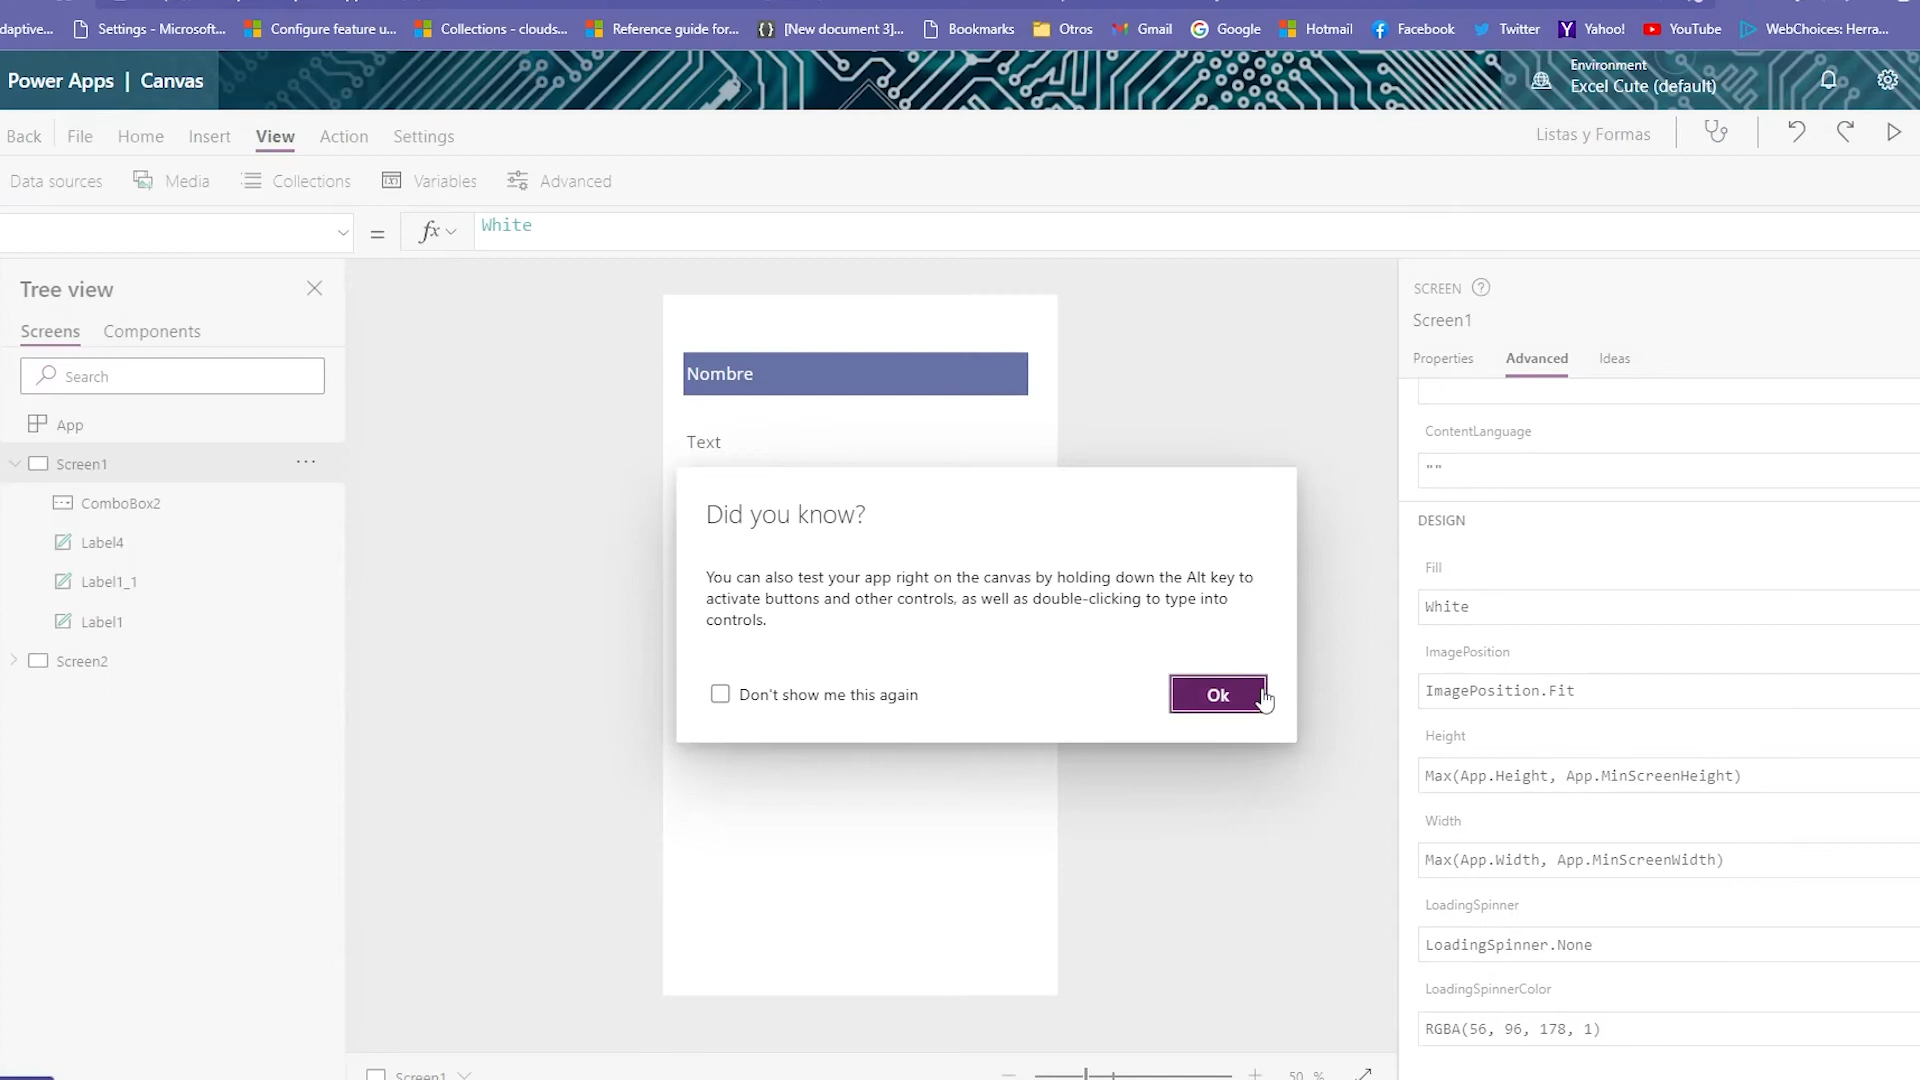 daptive...
Settings - Microsoft...
Configure feature u...
Collections - clouds...
Reference guide for...
[New document 3]...
Bookmarks
Otros
Gmail
Google
Hotmail
Facebook
Twitter
Yahoo!
YouTube
WebChoices: Herra...
Power Apps | Canvas
Environment
Excel Cute (default)
Back
File
Home
Insert
View
Action
Settings
Listas y Formas
Data sources
Media
Collections
Variables
Advanced
=
fx
White
Tree view
Screens
Components
Search
App
Screen1
ComboBox2
Label4
Label1_1
Label1
Screen2
Nombre
Text
Did you know?
You can also test your app right on the canvas by holding down the Alt key to
activate buttons and other controls, as well as double-clicking to type into
controls.
Don't show me this again
Ok
SCREEN
Screen1
Properties
Advanced
Ideas
ContentLanguage
""
DESIGN
Fill
White
ImagePosition
ImagePosition.Fit
Height
Max(App.Height, App.MinScreenHeight)
Width
Max(App.Width, App.MinScreenWidth)
LoadingSpinner
LoadingSpinner.None
LoadingSpinnerColor
RGBA(56, 96, 178, 1)
Screen1
50 %